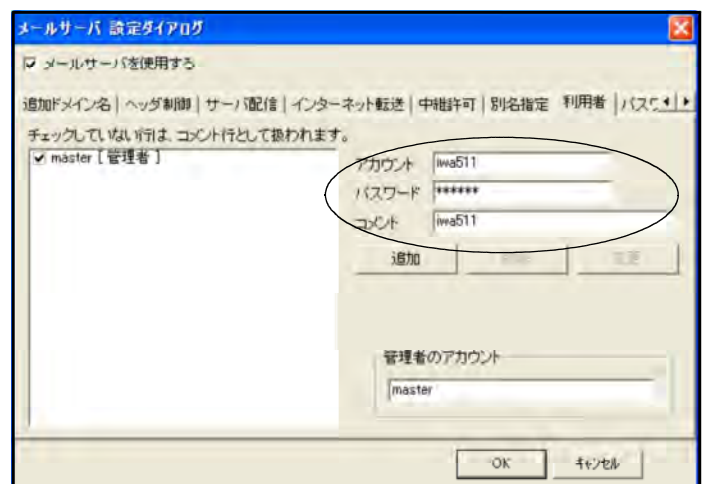 メールサーバ 設定ダイアログ
メールサーバを使用する
追加ドメイン名 ヘッダ制御 サーバ配信 インターネット転送 中継許可 別名指定 利用者 パスワ
チェックしていない行は、コメント行として扱われます。
master [ 管理者 ]
アカウント iwa511
パスワード ******
コメント iwa511
追加 変更
管理者のアカウント
master
OK キャンセル